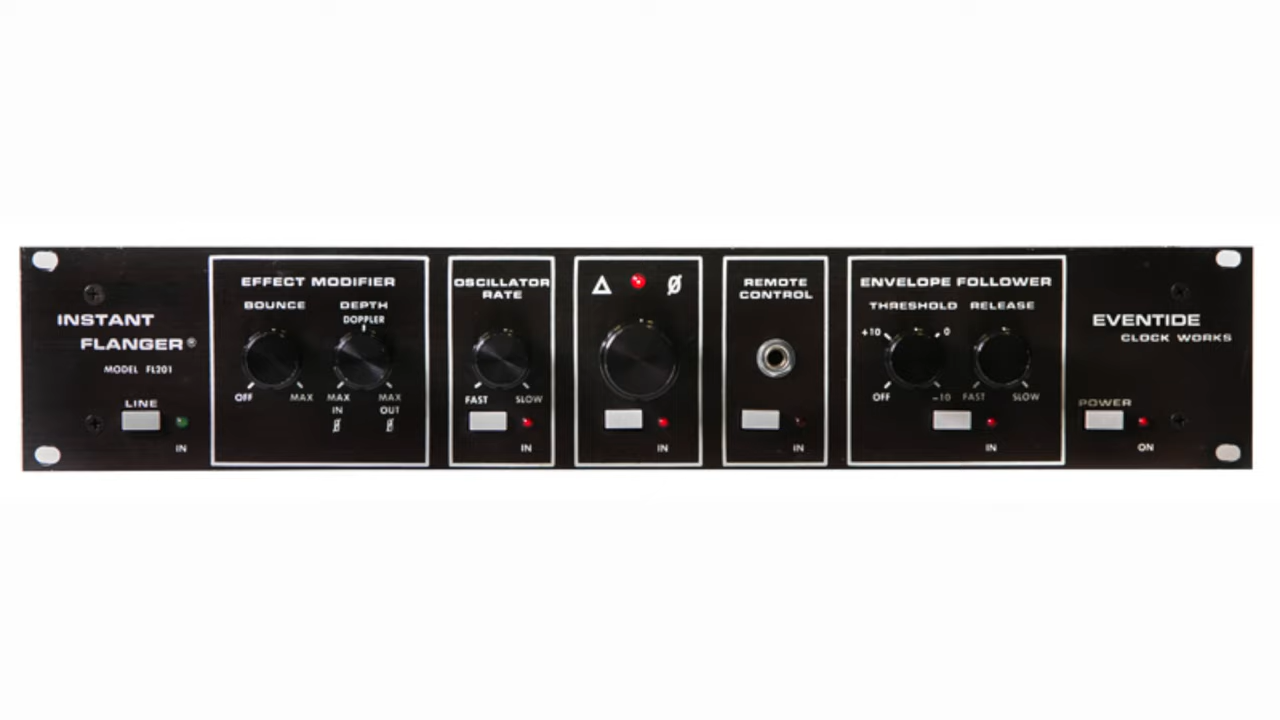 INSTANT
FLANGER®
MODEL FL201
LINE
IN
EFFECT MODIFIER
BOUNCE
DEPTH
DOPPLER
OFF
MAX
MAX
IN
MAX
OUT
OSCILLATOR
RATE
FAST
SLOW
IN
Δ
Ø
IN
REMOTE
CONTROL
IN
ENVELOPE FOLLOWER
THRESHOLD
RELEASE
+10
0
OFF
-10
FAST
SLOW
IN
EVENTIDE
CLOCK WORKS
POWER
ON